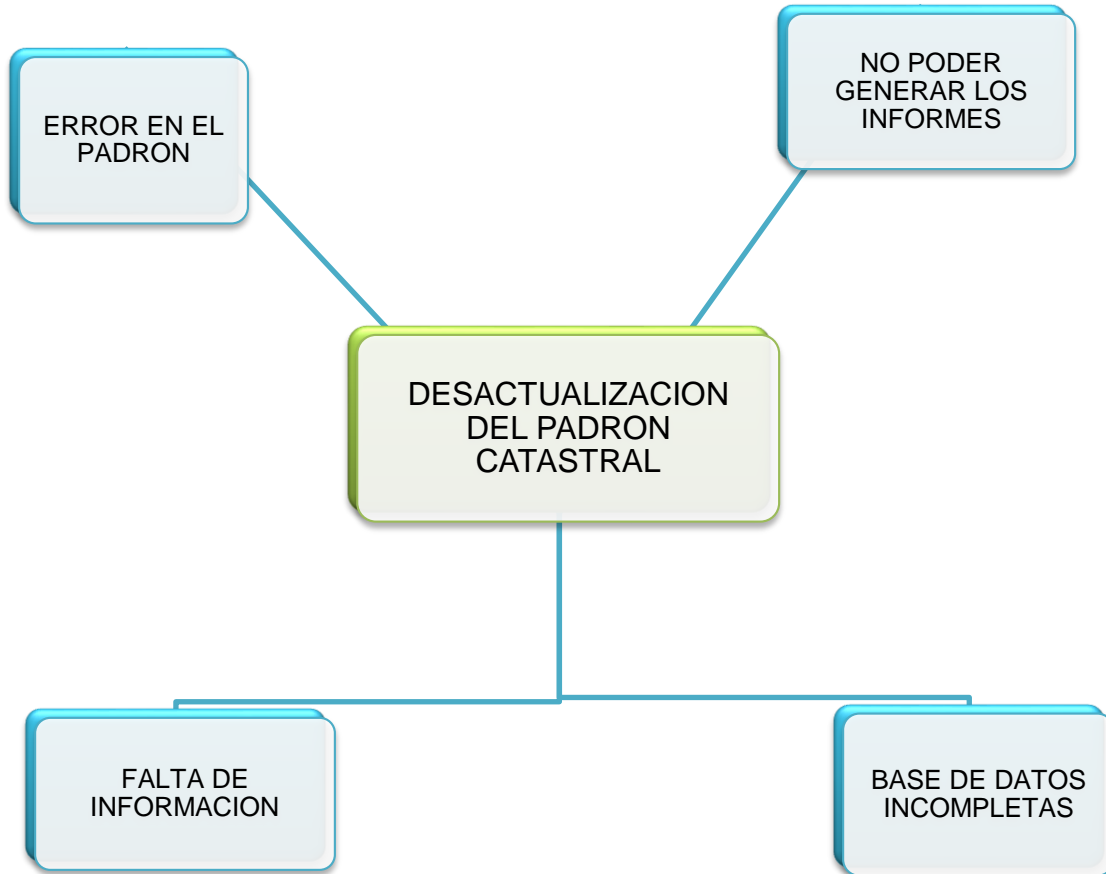 ERROR EN EL
PADRON
NO PODER
GENERAR LOS
INFORMES
DESACTUALIZACION
DEL PADRON
CATASTRAL
FALTA DE
INFORMACION
BASE DE DATOS
INCOMPLETAS